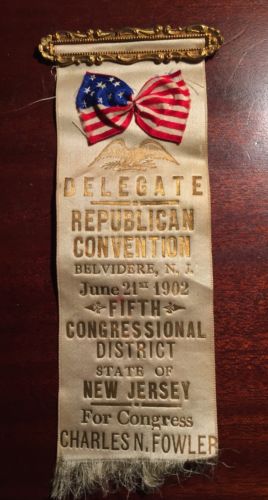 DELEGATE
REPUBLICAN
CONVENTION
BELVIDERE, N. J.
June 21ST 1902
FIFTH
CONGRESSIONAL
DISTRICT
STATE OF
NEW JERSEY
For Congress
CHARLES N. FOWLER